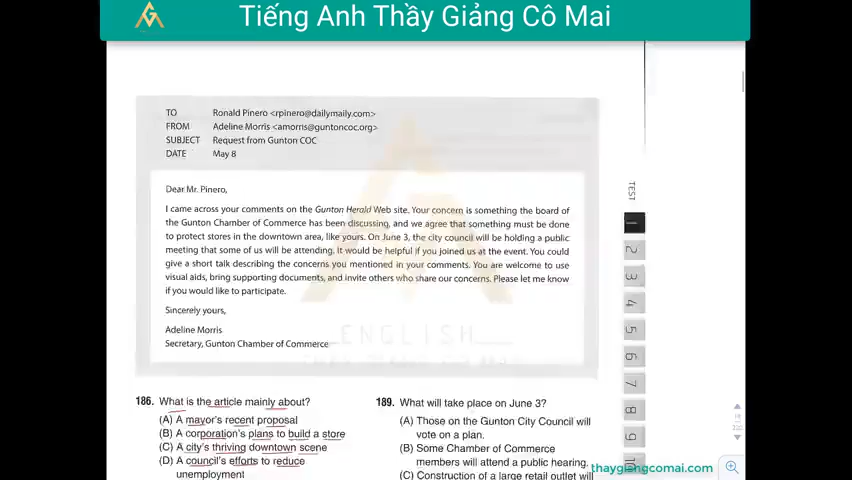 Tiếng Anh Thầy Giảng Cô Mai
TO Ronald Pinero <rpinero@dailymaily.com>
FROM Adeline Morris <amorris@guntoncoc.org>
SUBJECT Request from Gunton COC
DATE May 8
Dear Mr. Pinero,
I came across your comments on the Gunton Herald Web site. Your concern is something the board of
the Gunton Chamber of Commerce has been discussing, and we agree that something must be done
to protect stores in the downtown area, like yours. On June 3, the city council will be holding a public
meeting that some of us will be attending. It would be helpful if you joined us at the event. You could
give a short talk describing the concerns you mentioned in your comments. You are welcome to use
visual aids, bring supporting documents, and invite others who share our concerns. Please let me know
if you would like to participate.
Sincerely yours,
Adeline Morris
Secretary, Gunton Chamber of Commerce
ENGLISH
186. What is the article mainly about?
(A) A mayor's recent proposal
(B) A corporation's plans to build a store
(C) A city's thriving downtown scene
(D) A council's efforts to reduce
unemployment
189. What will take place on June 3?
(A) Those on the Gunton City Council will
vote on a plan.
(B) Some Chamber of Commerce
members will attend a public hearing.
(C) Construction of a large retail outlet will
TEST
1
2
3
4
5
6
7
8
9
10
thaygiangcomai.com